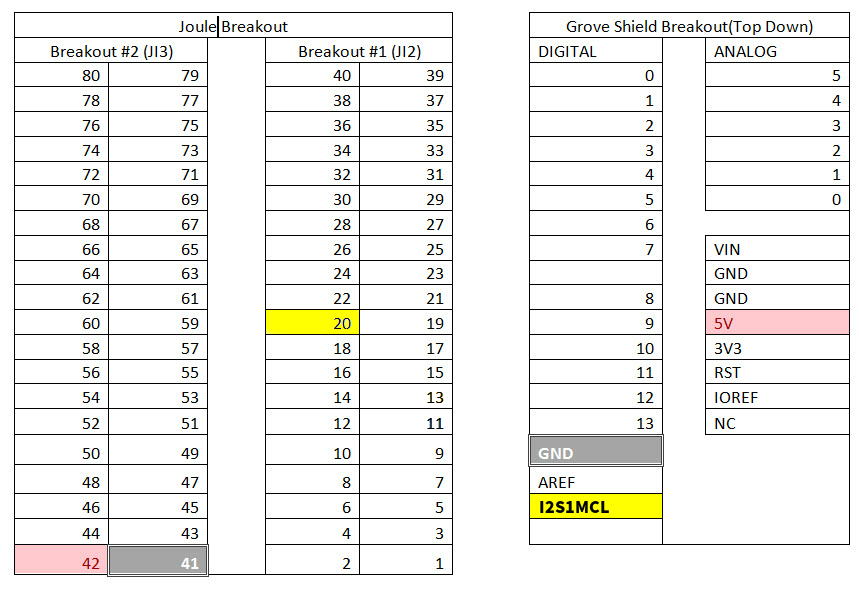 Joule Breakout Grove Shield Breakout(Top Down)
Breakout #2 (JI3) Breakout #1 (JI2) DIGITAL ANALOG
80 79 40 39 0 5
78 77 38 37 1 4
76 75 36 35 2 3
74 73 34 33 3 2
72 71 32 31 4 1
70 69 30 29 5 0
68 67 28 27 6
66 65 26 25 7 VIN
64 63 24 23 GND
62 61 22 21 8 GND
60 59 20 19 9 5V
58 57 18 17 10 3V3
56 55 16 15 11 RST
54 53 14 13 12 IOREF
52 51 12 11 13 NC
50 49 10 9 GND
48 47 8 7 AREF
46 45 6 5 I2S1MCL
44 43 4 3
42 41 2 1